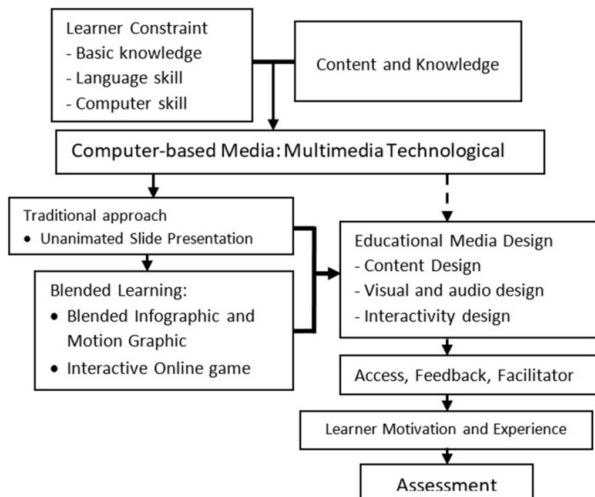 Learner Constraint
- Basic knowledge
- Language skill
- Computer skill
Content and Knowledge
Computer-based Media: Multimedia Technological
Traditional approach
• Unanimated Slide Presentation
Blended Learning:
• Blended Infographic and
Motion Graphic
• Interactive Online game
Educational Media Design
- Content Design
- Visual and audio design
- Interactivity design
Access, Feedback, Facilitator
Learner Motivation and Experience
Assessment